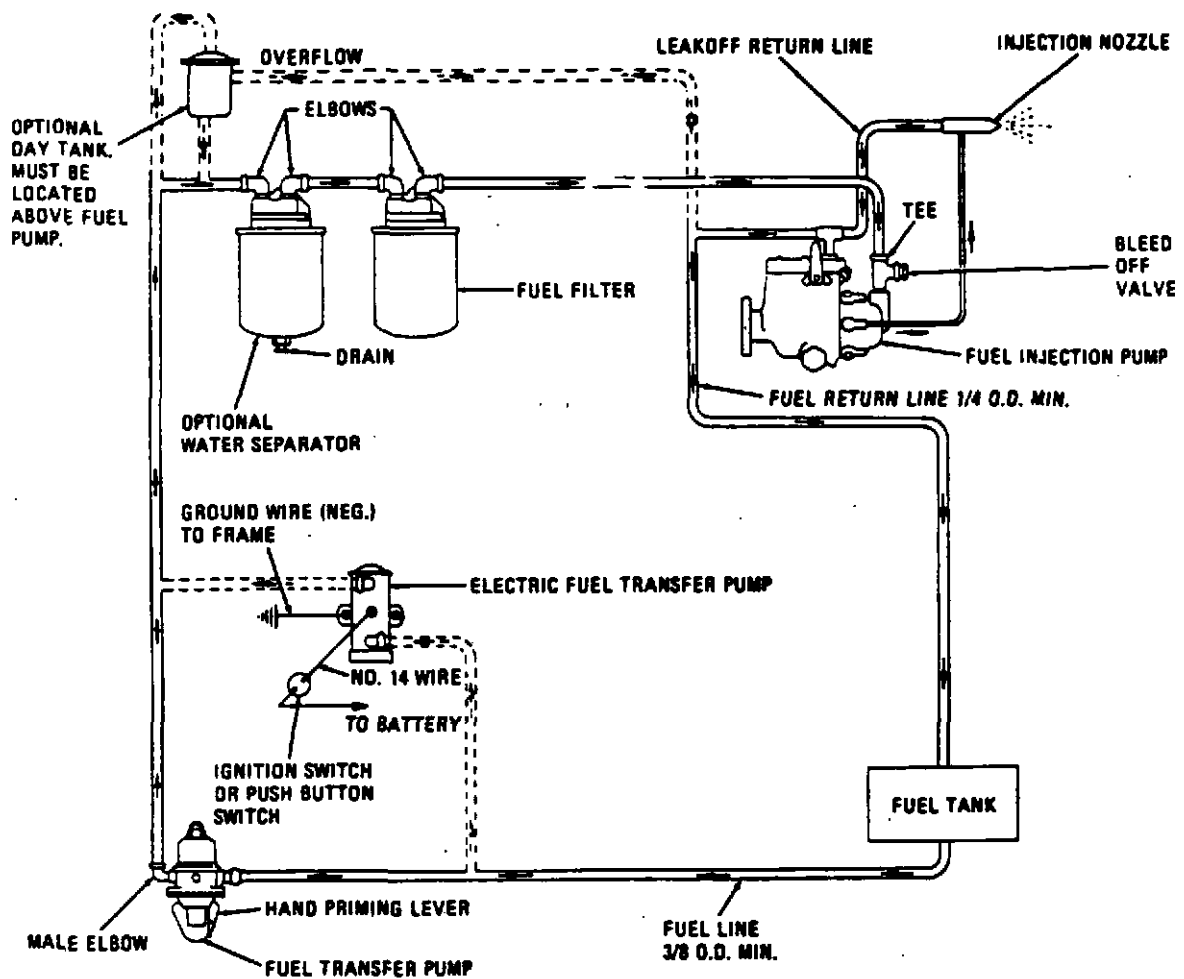 LEAKOFF RETURN LINE
INJECTION NOZZLE
OVERFLOW
ELBOWS
OPTIONAL
DAY TANK.
MUST BE
LOCATED
ABOVE FUEL
PUMP.
TEE
BLEED
OFF
VALVE
FUEL FILTER
DRAIN
FUEL INJECTION PUMP
FUEL RETURN LINE 1/4 O.D. MIN.
OPTIONAL
WATER SEPARATOR
GROUND WIRE (NEG.)
TO FRAME
ELECTRIC FUEL TRANSFER PUMP
NO. 14 WIRE
TO BATTERY
IGNITION SWITCH
OR PUSH BUTTON
SWITCH
FUEL TANK
HAND PRIMING LEVER
MALE ELBOW
FUEL TRANSFER PUMP
FUEL LINE
3/8 O.D. MIN.